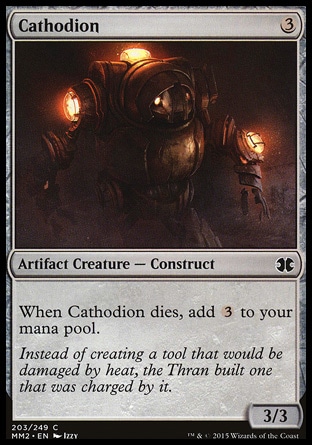 Cathodion 3
Artifact Creature — Construct
When Cathodion dies, add 3 to your
mana pool.
Instead of creating a tool that would be
damaged by heat, the Thran built one
that was charged by it.
3/3
203/249 C
MM2 • EN Izzy ™ & © 2015 Wizards of the Coast